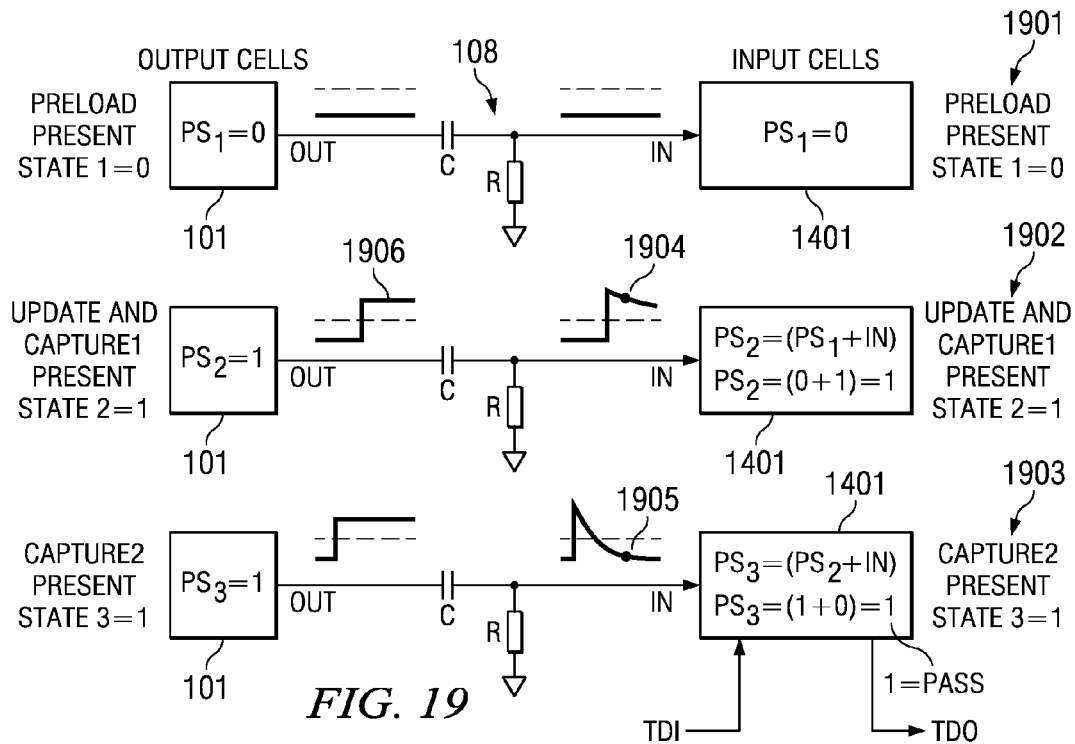 OUTPUT CELLS
108
INPUT CELLS
1901
PRELOAD
PRESENT
STATE 1=0
PS1=0
OUT
C
R
IN
PS1=0
PRELOAD
PRESENT
STATE 1=0
101
1401
1906
1904
1902
UPDATE AND
CAPTURE1
PRESENT
STATE 2=1
PS2=1
OUT
C
R
IN
PS2=(PS1+IN)
PS2=(0+1)=1
UPDATE AND
CAPTURE1
PRESENT
STATE 2=1
101
1401
1905
1401
1903
CAPTURE2
PRESENT
STATE 3=1
PS3=1
OUT
C
R
IN
PS3=(PS2+IN)
PS3=(1+0)=1
CAPTURE2
PRESENT
STATE 3=1
101
1=PASS
FIG. 19
TDI
TDO